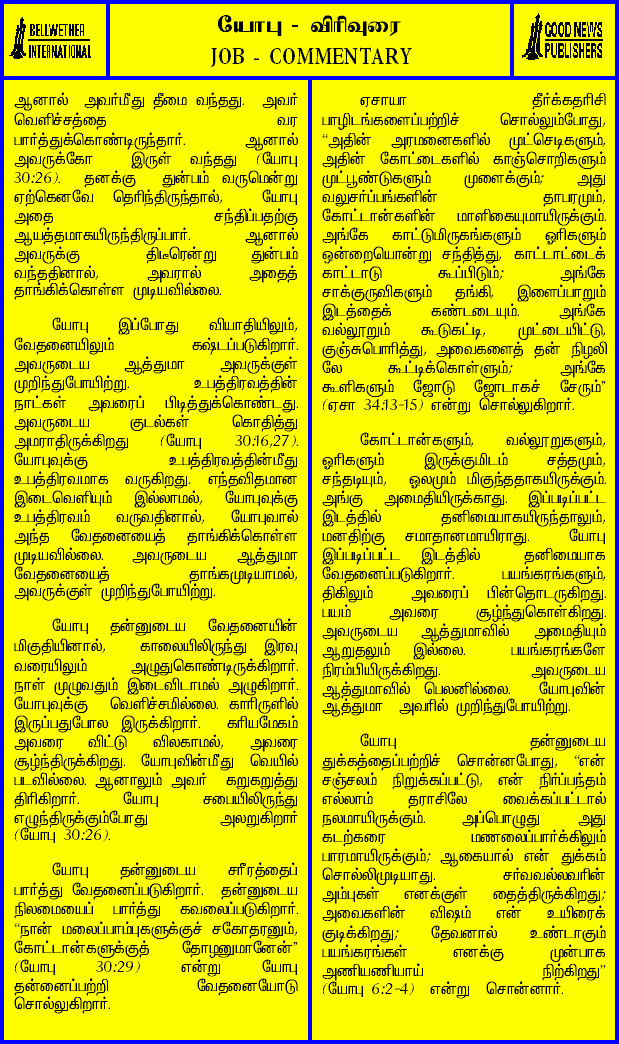 BELLWETHER
INTERNATIONAL
யோபு - விரிவுரை
JOB - COMMENTARY
GOOD NEWS
PUBLISHERS
ஆனால் அவர்மீது தீமை வந்தது. அவர்
வெளிச்சத்தை வர
பார்த்துக்கொண்டிருந்தார். ஆனால்
அவருக்கோ இருள் வந்தது (யோபு
30:26). தனக்கு துன்பம் வருமென்று
ஏற்கெனவே தெரிந்திருந்தால், யோபு
அதை சந்திப்பதற்கு
ஆயத்தமாகயிருந்திருப்பார். ஆனால்
அவருக்கு திடீரென்று துன்பம்
வந்ததினால், அவரால் அதைத்
தாங்கிக்கொள்ள முடியவில்லை.
யோபு இப்போது வியாதியிலும்,
வேதனையிலும் கஷ்டப்படுகிறார்.
அவருடைய ஆத்துமா அவருக்குள்
முறிந்துபோயிற்று. உபத்திரவத்தின்
நாட்கள் அவரைப் பிடித்துக்கொண்டது.
அவருடைய குடல்கள் கொதித்து
அமராதிருக்கிறது (யோபு 30:16,27).
யோபுவுக்கு உபத்திரவத்தின்மீது
உபத்திரவமாக வருகிறது. எந்தவிதமான
இடைவெளியும் இல்லாமல், யோபுவுக்கு
உபத்திரவம் வருவதினால், யோபுவால்
அந்த வேதனையைத் தாங்கிக்கொள்ள
முடியவில்லை. அவருடைய ஆத்துமா
வேதனையைத் தாங்கமுடியாமல்,
அவருக்குள் முறிந்துபோயிற்று.
யோபு தன்னுடைய வேதனையின்
மிகுதியினால், காலையிலிருந்து இரவு
வரையிலும் அழுதுகொண்டிருக்கிறார்.
நாள் முழுவதும் இடைவிடாமல் அழுகிறார்.
யோபுவுக்கு வெளிச்சமில்லை. காரிருளில்
இருப்பதுபோல இருக்கிறார். கரியமேகம்
அவரை விட்டு விலகாமல், அவரை
சூழ்ந்திருக்கிறது. யோபுவின்மீது வெயில்
படவில்லை. ஆனாலும் அவர் கறுகறுத்து
திரிகிறார். யோபு சபையிலிருந்து
எழுந்திருக்கும்போது அலறுகிறார்
(யோபு 30:26).
யோபு தன்னுடைய சரீரத்தைப்
பார்த்து வேதனைப்படுகிறார். தன்னுடைய
நிலமையைப் பார்த்து கவலைப்படுகிறார்.
“நான் மலைப்பாம்புகளுக்குச் சகோதரனும்,
கோட்டான்களுக்குத் தோழனுமானேன்”
(யோபு 30:29) என்று யோபு
தன்னைப்பற்றி வேதனையோடு
சொல்லுகிறார்.
ஏசாயா தீர்க்கதரிசி
பாழிடங்களைப்பற்றிச் சொல்லும்போது,
“அதின் அரமனைகளில் முட்செடிகளும்,
அதின் கோட்டைகளில் காஞ்சொறிகளும்
முட்பூண்டுகளும் முளைக்கும்; அது
வலுசர்ப்பங்களின் தாபரமும்,
கோட்டான்களின் மாளிகையுமாயிருக்கும்.
அங்கே காட்டுமிருகங்களும் ஓரிகளும்
ஒன்றையொன்று சந்தித்து, காட்டாட்டைக்
காட்டாடு கூப்பிடும்; அங்கே
சாக்குருவிகளும் தங்கி, இளைப்பாறும்
இடத்தைக் கண்டடையும். அங்கே
வல்லூறும் கூடுகட்டி, முட்டையிட்டு,
குஞ்சுபொரித்து, அவைகளைத் தன் நிழலி
லே கூட்டிக்கொள்ளும்; அங்கே
கூளிகளும் ஜோடு ஜோடாகச் சேரும்”
(ஏசா 34:13-15) என்று சொல்லுகிறார்.
கோட்டான்களும், வல்லூறுகளும்,
ஓரிகளும் இருக்குமிடம் சத்தமும்,
சந்தடியும், ஓலமும் மிகுந்ததாகயிருக்கும்.
அங்கு அமைதியிருக்காது. இப்படிப்பட்ட
இடத்தில் தனிமையாகயிருந்தாலும்,
மனதிற்கு சமாதானமாயிராது. யோபு
இப்படிப்பட்ட இடத்தில் தனிமையாக
வேதனைப்படுகிறார். பயங்கரங்களும்,
திகிலும் அவரைப் பின்தொடருகிறது.
பயம் அவரை சூழ்ந்துகொள்கிறது.
அவருடைய ஆத்துமாவில் அமைதியும்
ஆறுதலும் இல்லை. பயங்கரங்களே
நிரம்பியிருக்கிறது. அவருடைய
ஆத்துமாவில் பெலனில்லை. யோபுவின்
ஆத்துமா அவரில் முறிந்துபோயிற்று.
யோபு தன்னுடைய
துக்கத்தைப்பற்றிச் சொன்னபோது, “என்
சஞ்சலம் நிறுக்கப்பட்டு, என் நிர்ப்பந்தம்
எல்லாம் தராசிலே வைக்கப்பட்டால்
நலமாயிருக்கும். அப்பொழுது அது
கடற்கரை மணலைப்பார்க்கிலும்
பாரமாயிருக்கும்; ஆகையால் என் துக்கம்
சொல்லிமுடியாது. சர்வவல்லவரின்
அம்புகள் எனக்குள் தைத்திருக்கிறது;
அவைகளின் விஷம் என் உயிரைக்
குடிக்கிறது; தேவனால் உண்டாகும்
பயங்கரங்கள் எனக்கு முன்பாக
அணியணியாய் நிற்கிறது”
(யோபு 6:2-4) என்று சொன்னார்.